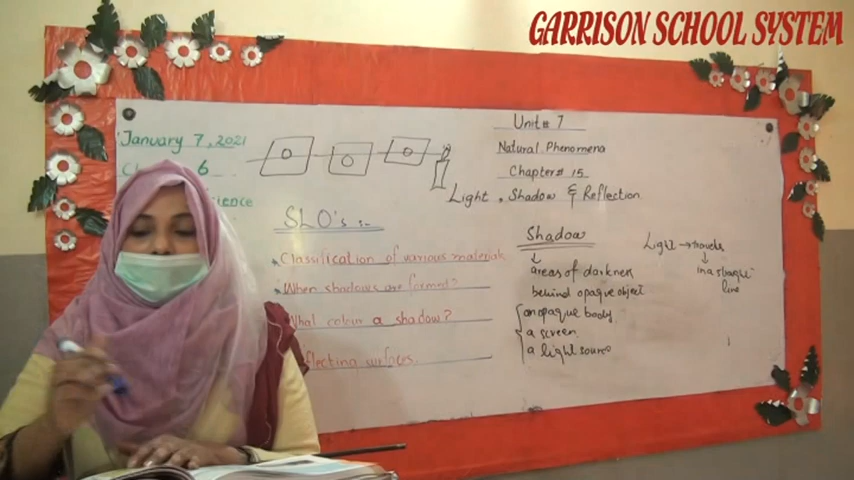 GARRISON SCHOOL SYSTEM
January 7, 2021
6
Unit # 7
Natural Phenomena
Chapter # 15
Light, Shadow & Reflection
SLO's :-
Classification of various materials
When shadows are formed?
What colour a shadow?
flecting surfaces.
Shadow
areas of darkness
behind opaque object
an opaque body
a screen
a light source
Light → travels
in a
line